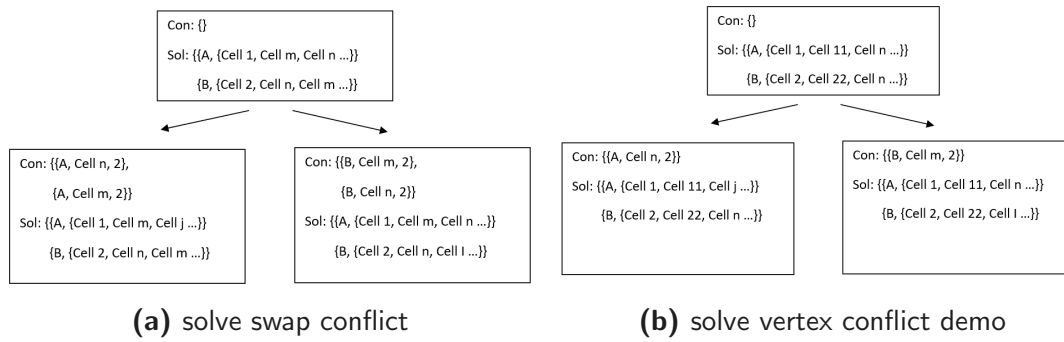 Con: {}
Sol: {{A, {Cell 1, Cell m, Cell n ...}}
{B, {Cell 2, Cell n, Cell m ...}}
Con: {{A, Cell n, 2},
{A, Cell m, 2}}
Sol: {{A, {Cell 1, Cell m, Cell j ...}}
{B, {Cell 2, Cell n, Cell m ...}}
Con: {{B, Cell m, 2},
{B, Cell n, 2}}
Sol: {{A, {Cell 1, Cell m, Cell n ...}}
{B, {Cell 2, Cell n, Cell I ...}}
(a) solve swap conflict
Con: {}
Sol: {{A, {Cell 1, Cell 11, Cell n ...}}
{B, {Cell 2, Cell 22, Cell n ...}}
Con: {{A, Cell n, 2}}
Sol: {{A, {Cell 1, Cell 11, Cell j ...}}
{B, {Cell 2, Cell 22, Cell n ...}}
Con: {{B, Cell m, 2}}
Sol: {{A, {Cell 1, Cell 11, Cell n ...}}
{B, {Cell 2, Cell 22, Cell I ...}}
(b) solve vertex conflict demo